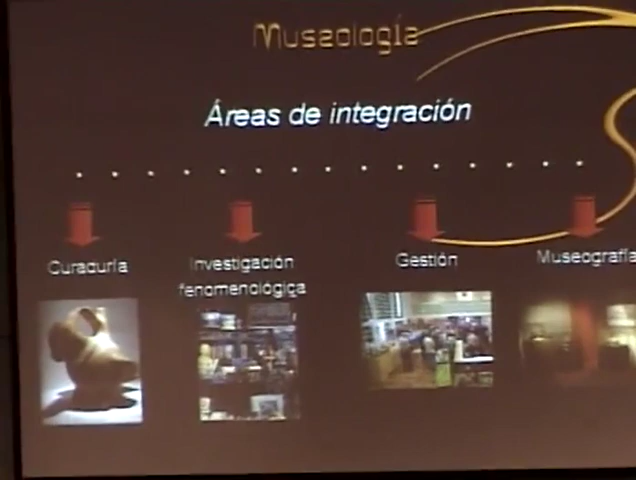 Museología
Áreas de integración
Curaduría
Investigación
fenomenológica
Gestión
Museografía